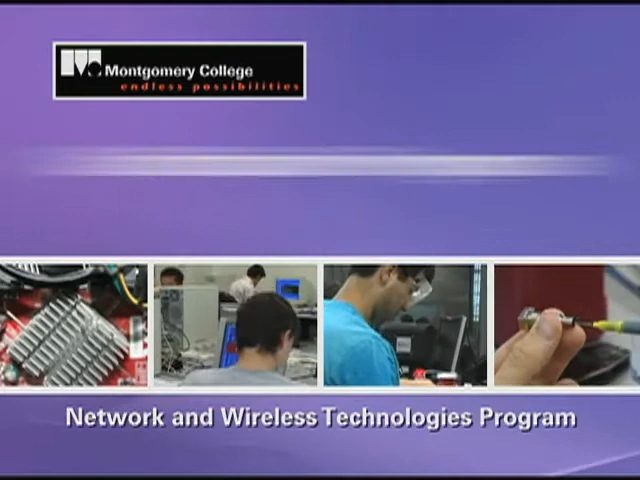 Montgomery College
endless possibilities
Network and Wireless Technologies Program